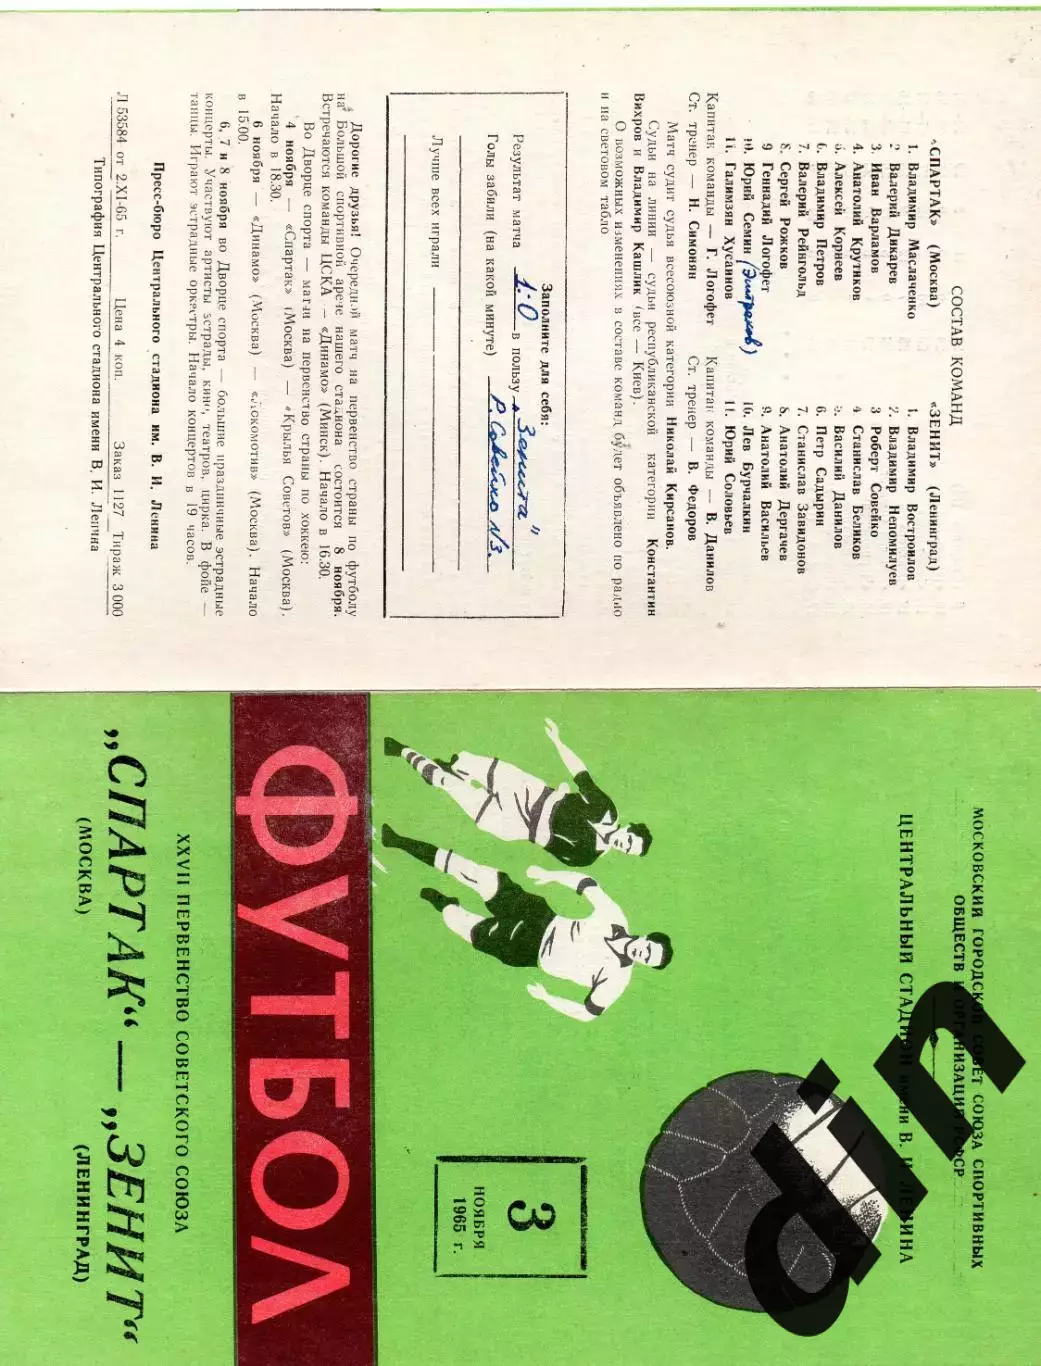 СОСТАВ КОМАНД
«СПАРТАК» (Москва)
1. Владимир Маслаченко
2 Валерий Дикарев
3. Иван Варламов
4. Анатолий Крутиков
5. Алексей Корнеев
6. Владимир Петров
7. Валерий Рейнгольд
8. Сергей Рожков
9 Геннадий Логофет
10. Юрий Семин (Эштреков)
11. Галимзян Хусаинов
Капитан команды — Г. Логофет
Ст. тренер — Н. Симонян
«ЗЕНИТ» (Ленинград)
1. Владимир Востроилов
2. Владимир Непомилуев
3 Роберт Совейко
4 Станислав Беликов
5. Василий Данилов
6. Петр Садырин
7. Станислав Завидонов
8. Анатолий Дергачев
9. Анатолий Васильев
10. Лев Бурчалкин
11. Юрий Соловьев
Капитан команды — В. Данилов
Ст. тренер — В. Федоров
Матч судит судья всесоюзной категории Николай Кирсанов.
Судьи на линии — судьи республиканской категории Константин
Вихров и Владимир Кашлик (все — Киев).
О возможных изменениях в составе команд будет объявлено по радио
и на световом табло
Заполните для себя:
Результат матча 1:0 в пользу „Зенита"
Голы забили (на какой минуте) Р. Совейко №3.
Лучше всех играли
Дорогие друзья! Очередной матч на первенство страны по футболу
на Большой спортивной арене нашего стадиона состоится 8 ноября.
Встречаются команды ЦСКА — «Динамо» (Минск). Начало в 16.30.
Во Дворце спорта — матчи на первенство страны по хоккею:
4 ноября — «Спартак» (Москва) — «Крылья Советов» (Москва).
Начало в 18.30.
6 ноября — «Динамо» (Москва) — «Локомотив» (Москва). Начало
в 15.00.
6, 7 и 8 ноября во Дворце спорта — большие праздничные эстрадные
концерты. Участвуют артисты эстрады, кино, театров, цирка. В фойе —
танцы. Играют эстрадные оркестры. Начало концертов в 19 часов.
Пресс-бюро Центрального стадиона им. В. И. Ленина
Л 53584 от 2.XI-65 г. Цена 4 коп. Заказ 1127 — Тираж 3 000
Типография Центрального стадиона имени В. И. Ленина
МОСКОВСКИЙ ГОРОДСКОЙ СОВЕТ СОЮЗА СПОРТИВНЫХ
ОБЩЕСТВ И ОРГАНИЗАЦИЙ РСФСР
ЦЕНТРАЛЬНЫЙ СТАДИОН ИМЕНИ В. И. ЛЕНИНА
3
НОЯБРЯ
1965 г.
ФУТБОЛ
XXVII ПЕРВЕНСТВО СОВЕТСКОГО СОЮЗА
„СПАРТАК“ — „ЗЕНИТ“
(МОСКВА) (ЛЕНИНГРАД)